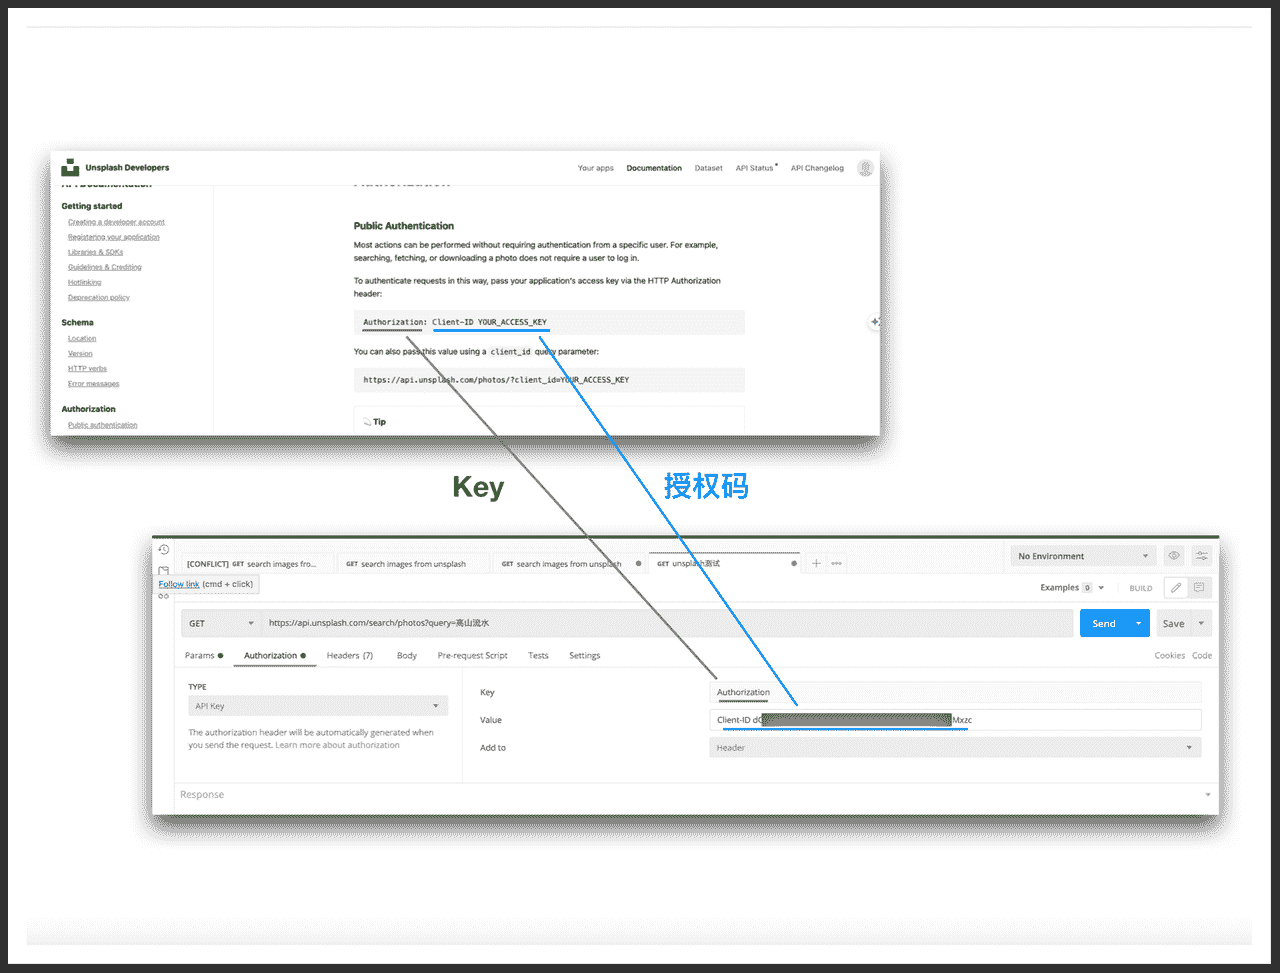 Unsplash Developers
Your apps
Documentation
Dataset
API Status
API Changelog
API Documentation
Authorization
Getting started
Creating a developer account
Registering your application
Libraries & SDKs
Guidelines & Crediting
Hotlinking
Deprecation policy
Schema
Location
Version
HTTP verbs
Error messages
Authorization
Public authentication
Public Authentication
Most actions can be performed without requiring authentication from a specific user. For example,
searching, fetching, or downloading a photo does not require a user to log in.
To authenticate requests in this way, pass your application's access key via the HTTP Authorization
header:
Authorization: Client-ID YOUR_ACCESS_KEY
You can also pass this value using a client_id query parameter:
https://api.unsplash.com/photos/?client_id=YOUR_ACCESS_KEY
Tip
Key
授权码
[CONFLICT] GET search images fro...
GET search images from unsplash
GET search images from unsplash
GET unsplash测试
No Environment
Follow link (cmd + click)
Examples 0
BUILD
GET
https://api.unsplash.com/search/photos?query=高山流水
Send
Save
Params
Authorization
Headers (7)
Body
Pre-request Script
Tests
Settings
Cookies
Code
TYPE
API Key
The authorization header will be automatically generated when
you send the request. Learn more about authorization
Key
Authorization
Value
Client-ID d Mxzc
Add to
Header
Response